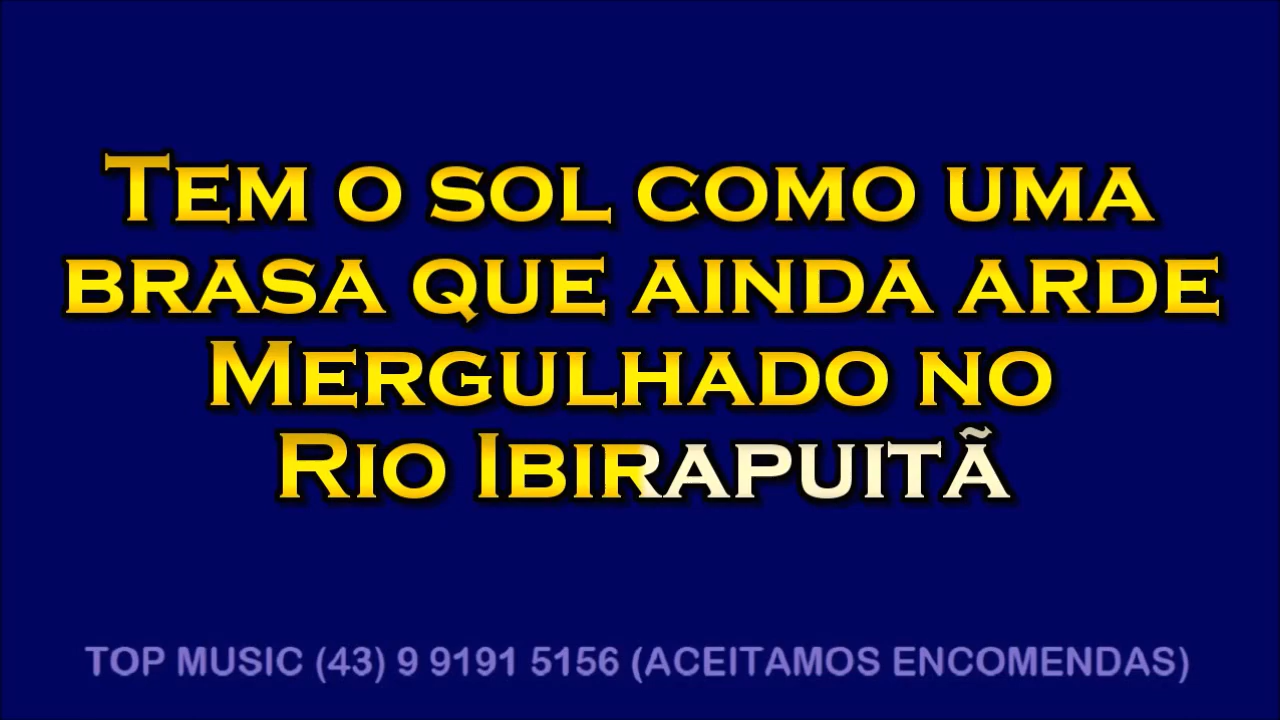 Tem o sol como uma
brasa que ainda arde
Mergulhado no
Rio Ibirapuitã
TOP MUSIC (43) 9 9191 5156 (ACEITAMOS ENCOMENDAS)